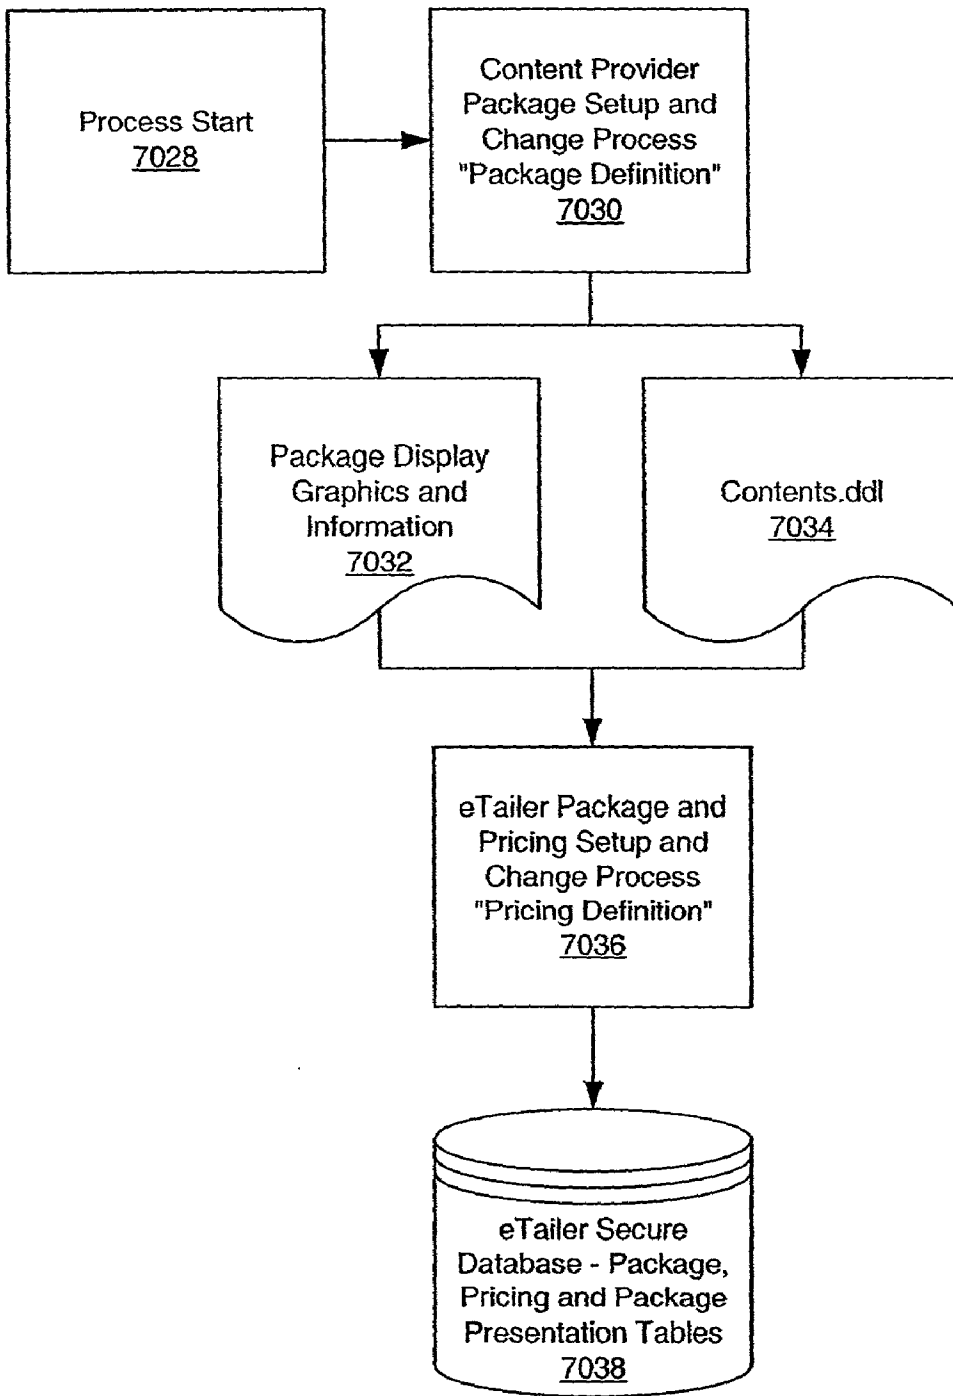 Process Start
7028
Content Provider
Package Setup and
Change Process
"Package Definition"
7030
Package Display
Graphics and
Information
7032
Contents.ddl
7034
eTailer Package and
Pricing Setup and
Change Process
"Pricing Definition"
7036
eTailer Secure
Database - Package,
Pricing and Package
Presentation Tables
7038